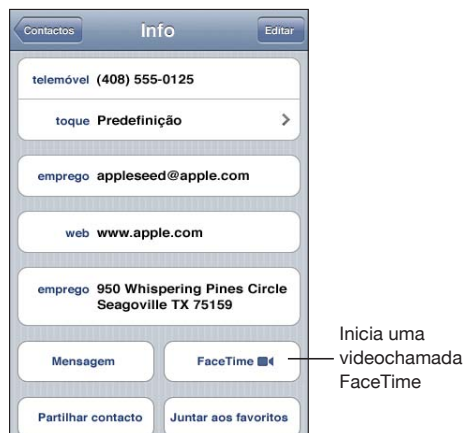 Contactos Info Editar
telemóvel (408) 555-0125
toque Predefinição
emprego appleseed@apple.com
web www.apple.com
emprego 950 Whispering Pines Circle
Seagoville TX 75159
Mensagem FaceTime
Partilhar contacto Juntar aos favoritos
Inicia uma
videochamada
FaceTime